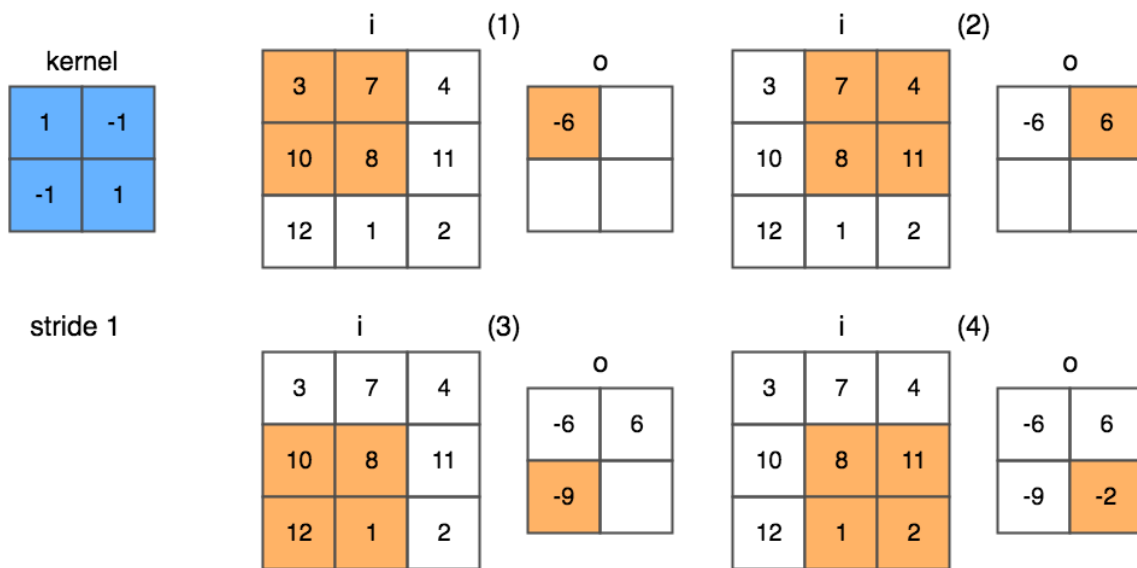 i (1) i (2)
kernel o o
3 7 4 3 7 4
1 -1 -6 -6 6
10 8 11 10 8 11
-1 1
12 1 2 12 1 2
stride 1 i (3) i (4)
o o
3 7 4 3 7 4
-6 6 -6 6
10 8 11 10 8 11
-9 -9 -2
12 1 2 12 1 2